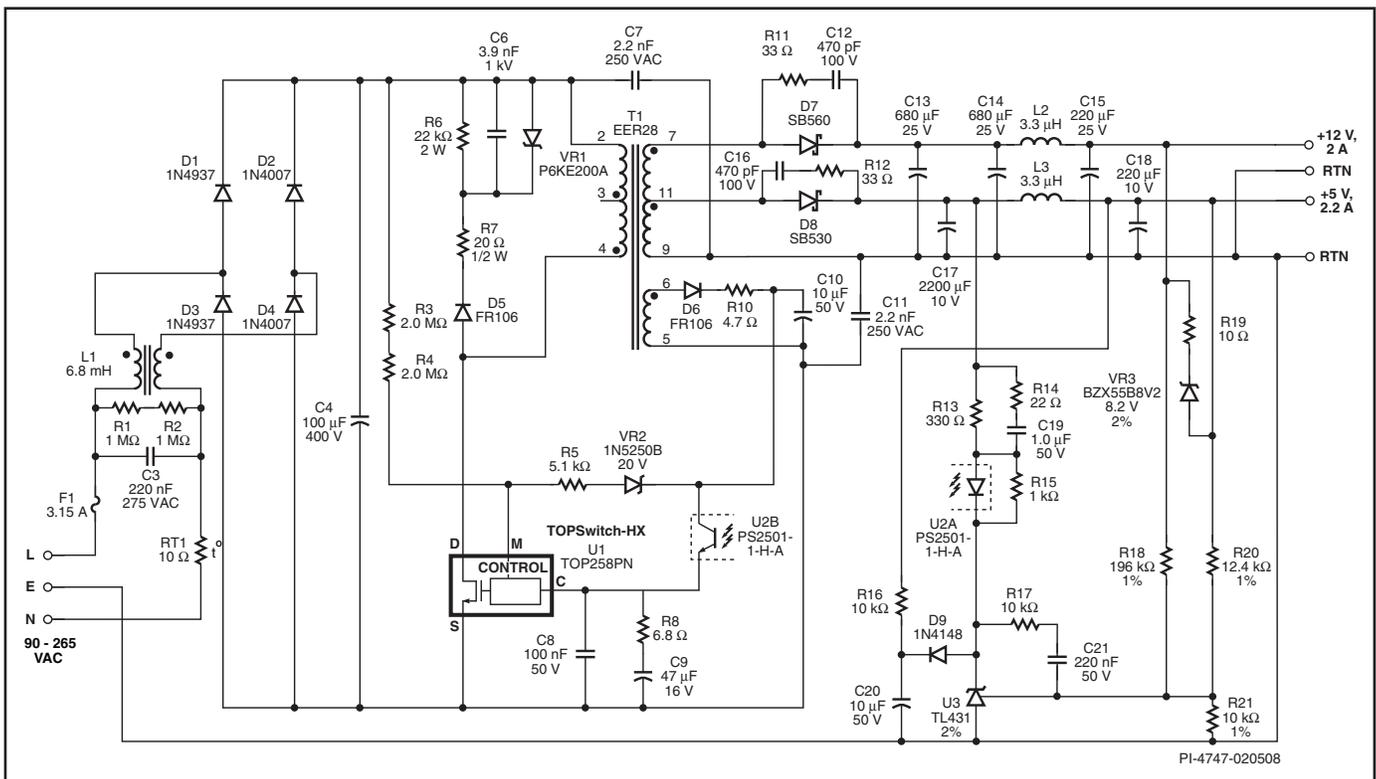 C6
3.9 nF
1 kV
C7
2.2 nF
250 VAC
R11
33 Ω
C12
470 pF
100 V
D7
SB560
C13
680 μF
25 V
C14
680 μF
25 V
L2
3.3 μH
C15
220 μF
25 V
+12 V,
2 A
RTN
+5 V,
2.2 A
RTN
R6
22 kΩ
2 W
VR1
P6KE200A
T1
EER28
2
3
4
7
11
9
6
5
C16
470 pF
100 V
R12
33 Ω
D8
SB530
L3
3.3 μH
C18
220 μF
10 V
D1
1N4937
D2
1N4007
D3
1N4937
D4
1N4007
R7
20 Ω
1/2 W
D5
FR106
R3
2.0 MΩ
R4
2.0 MΩ
D6
FR106
R10
4.7 Ω
C10
10 μF
50 V
C11
2.2 nF
250 VAC
C17
2200 μF
10 V
R19
10 Ω
VR3
BZX55B8V2
8.2 V
2%
L1
6.8 mH
R1
1 MΩ
R2
1 MΩ
C3
220 nF
275 VAC
C4
100 μF
400 V
F1
3.15 A
RT1
10 Ω
t°
L
E
N
90 - 265
VAC
R5
5.1 kΩ
VR2
1N5250B
20 V
R13
330 Ω
R14
22 Ω
C19
1.0 μF
50 V
R15
1 kΩ
U2A
PS2501-
1-H-A
U2B
PS2501-
1-H-A
TOPSwitch-HX
U1
TOP258PN
D
M
CONTROL
C
S
C8
100 nF
50 V
R8
6.8 Ω
C9
47 μF
16 V
R16
10 kΩ
D9
1N4148
R17
10 kΩ
C21
220 nF
50 V
R18
196 kΩ
1%
R20
12.4 kΩ
1%
C20
10 μF
50 V
U3
TL431
2%
R21
10 kΩ
1%
PI-4747-020508